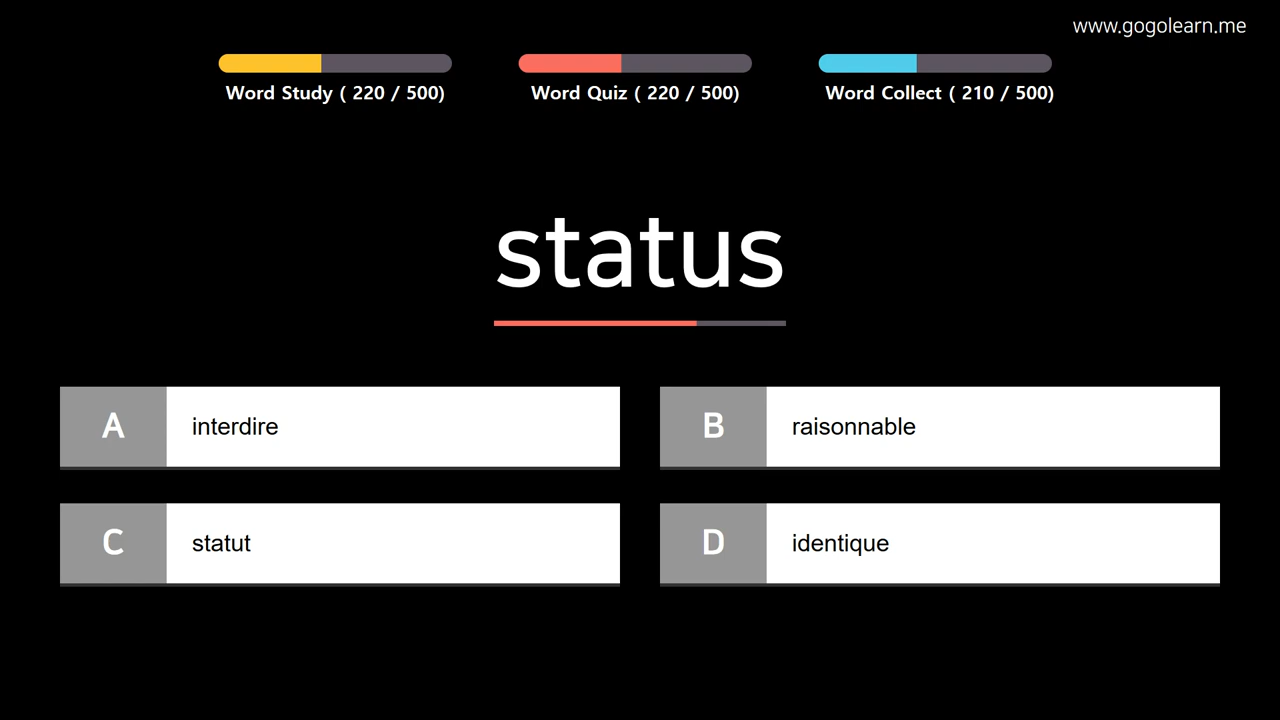 www.gogolearn.me
Word Study ( 220 / 500)
Word Quiz ( 220 / 500)
Word Collect ( 210 / 500)
status
A interdire
B raisonnable
C statut
D identique